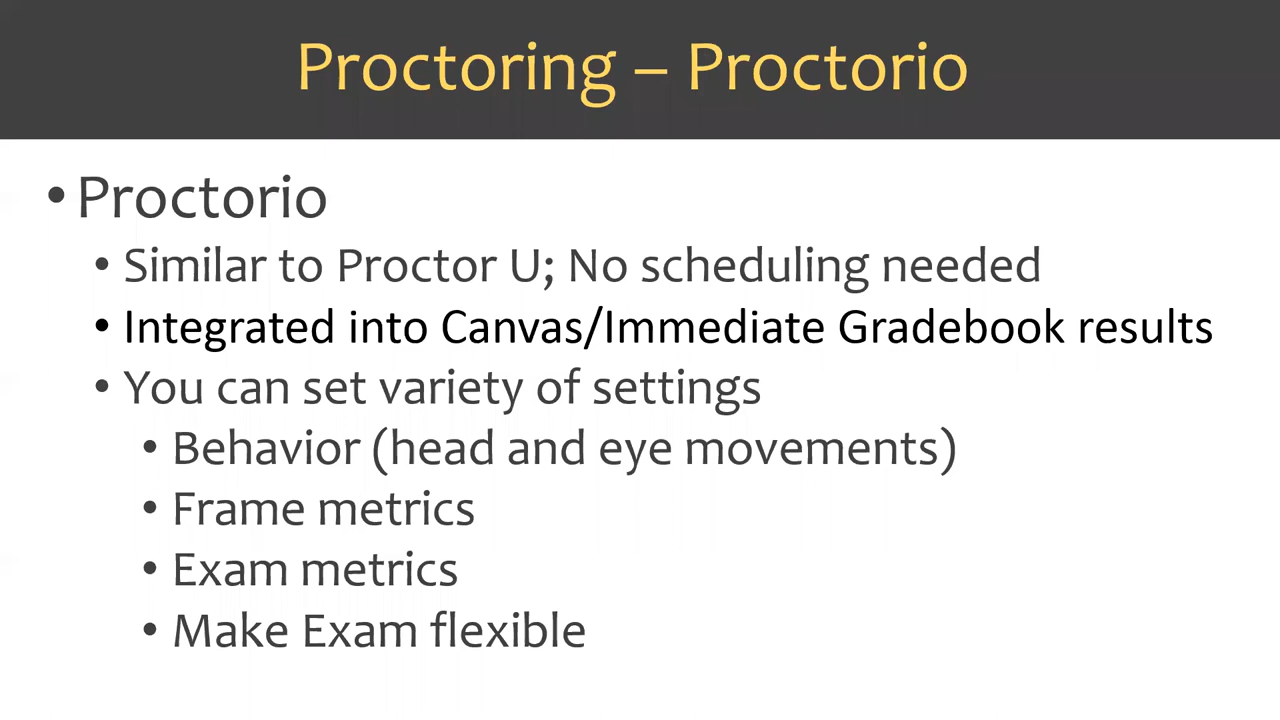 Proctoring – Proctorio
• Proctorio
• Similar to Proctor U; No scheduling needed
• Integrated into Canvas/Immediate Gradebook results
• You can set variety of settings
• Behavior (head and eye movements)
• Frame metrics
• Exam metrics
• Make Exam flexible